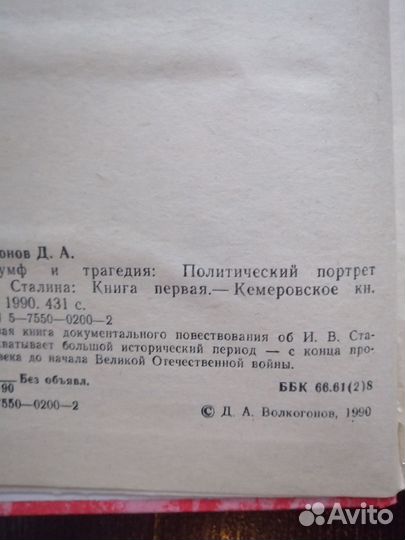 онов Д. А.
умф и трагедия: Политический портрет
Сталина: Книга первая.— Кемеровское кн.
1990. 431 с.
5—7550—0200—2
вая книга документального повествования об И. В. Ста-
хватывает большой исторический период — с конца про-
века до начала Великой Отечественной войны.
Без объявл.
90
ББК 66.61(2)8
7550—0200—2
© Д. А. Волкогонов, 1990
Avito